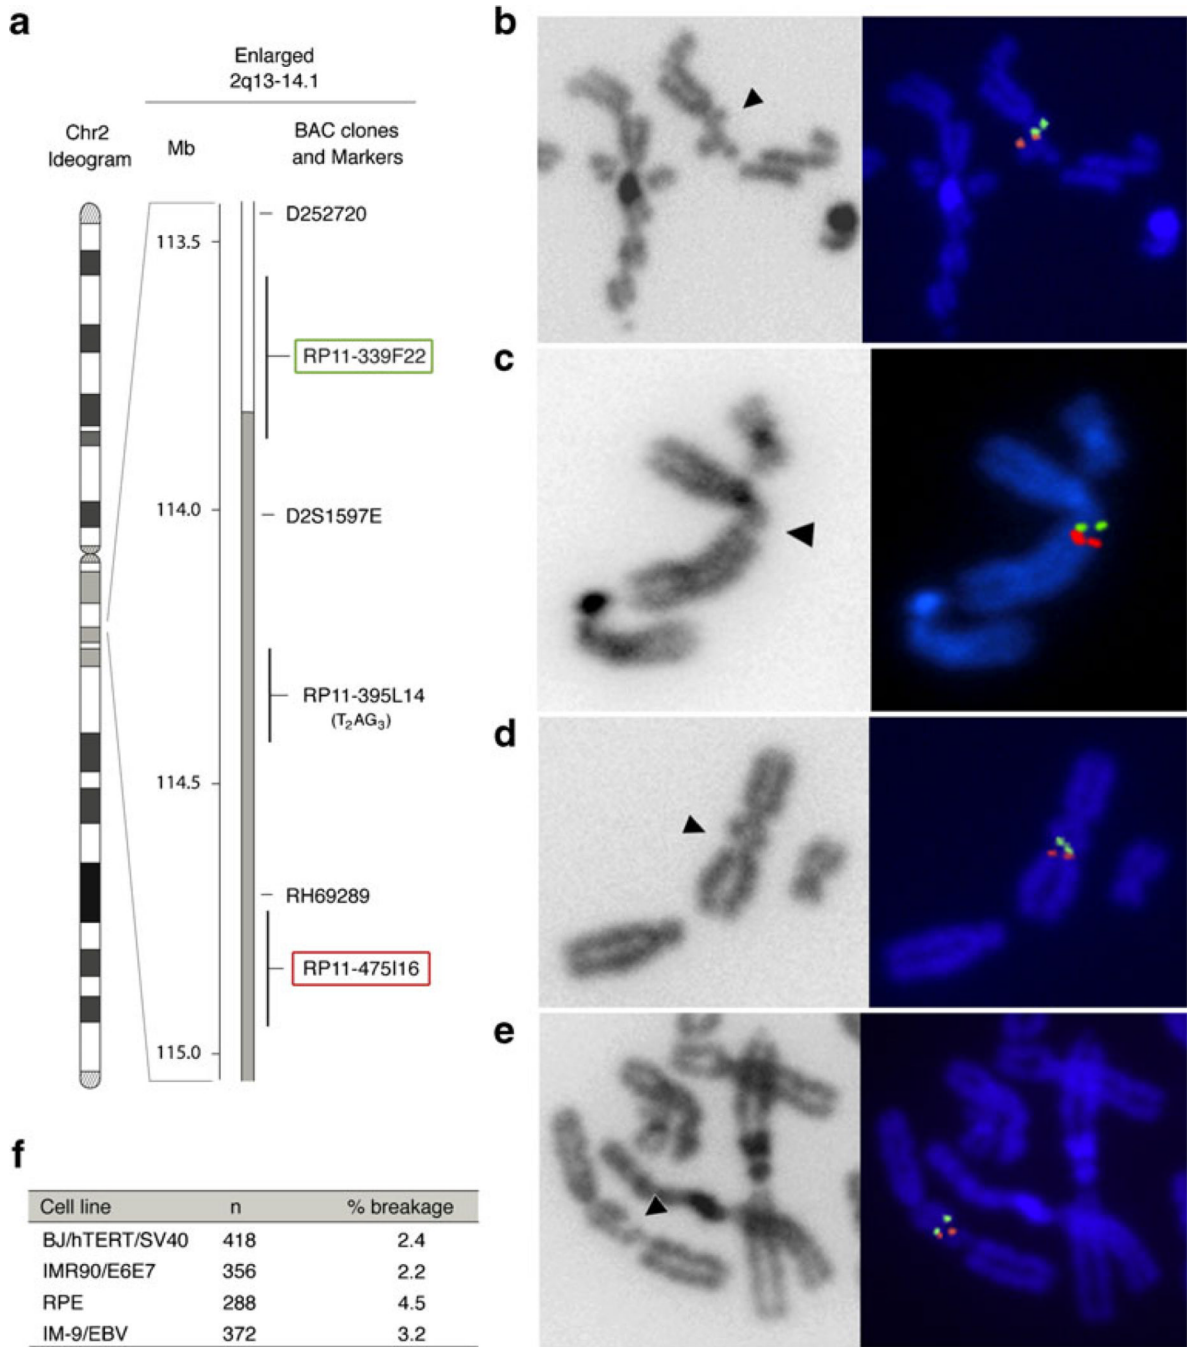 a
Enlarged
2q13-14.1
Chr2
Ideogram
Mb
BAC clones
and Markers
D252720
113.5
RP11-339F22
114.0
D2S1597E
RP11-395L14
(T2AG3)
114.5
RH69289
RP11-475I16
115.0
b
c
d
e
f
Cell line n % breakage
BJ/hTERT/SV40 418 2.4
IMR90/E6E7 356 2.2
RPE 288 4.5
IM-9/EBV 372 3.2